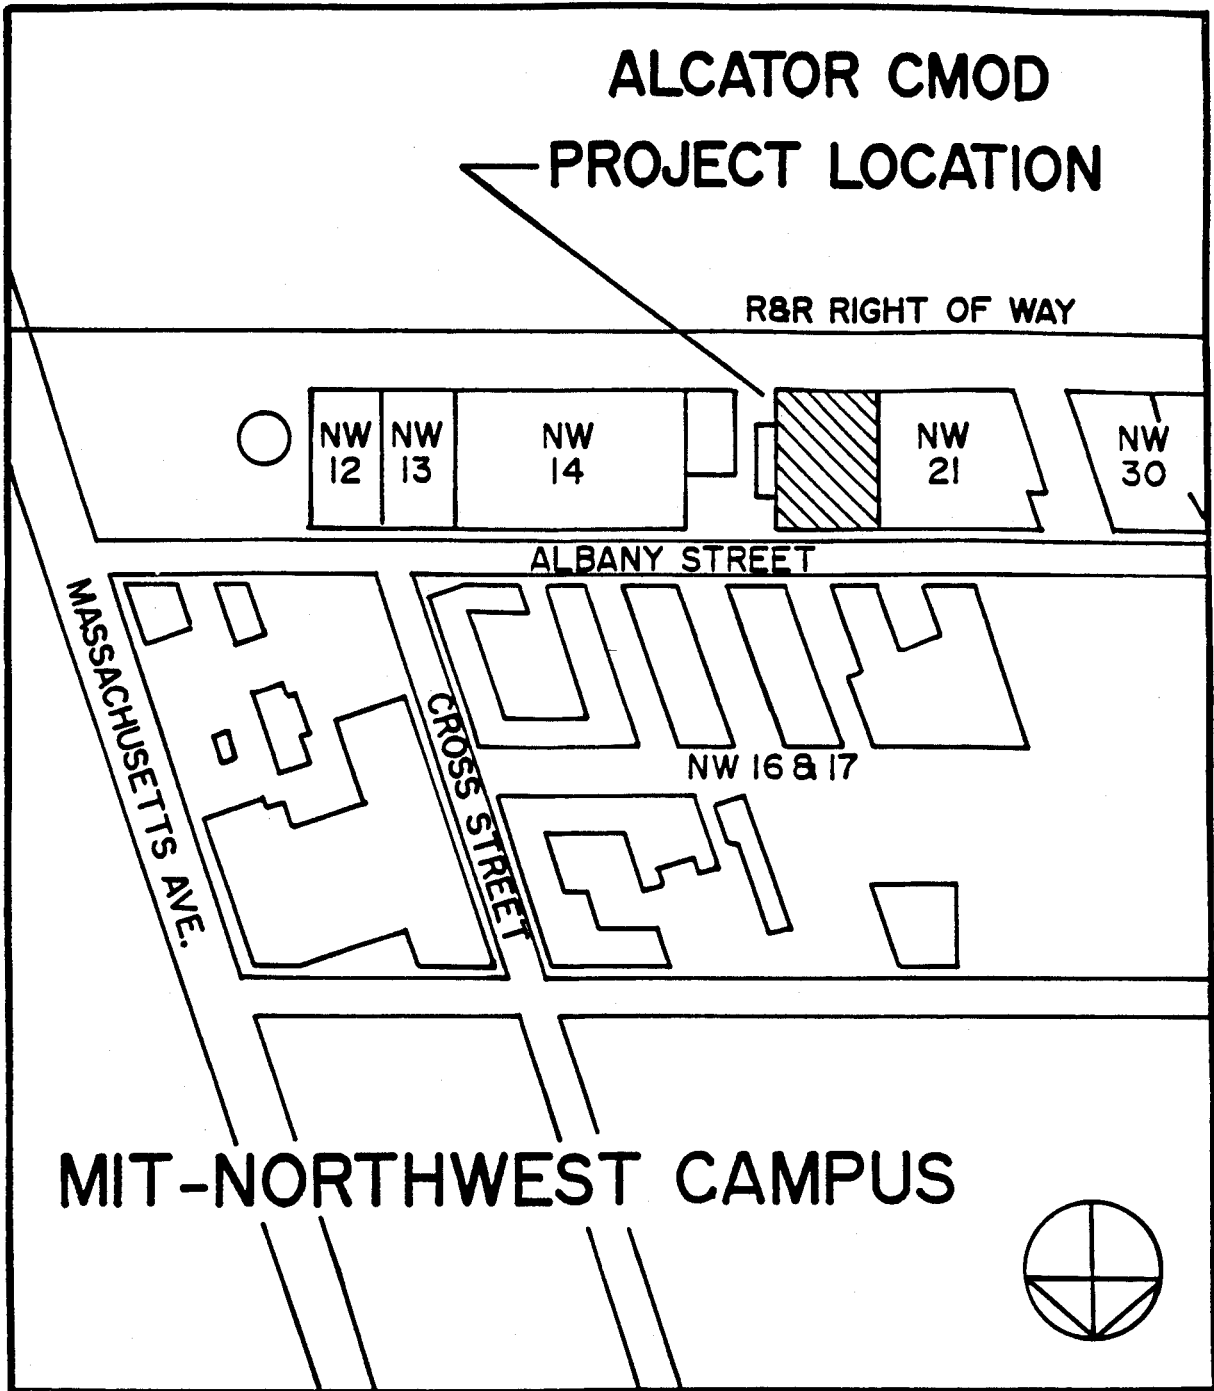 ALCATOR CMOD
PROJECT LOCATION
R&R RIGHT OF WAY
NW
12
NW
13
NW
14
NW
21
NW
30
ALBANY STREET
MASSACHUSETTS AVE.
CROSS STREET
NW 16 & 17
MIT-NORTHWEST CAMPUS